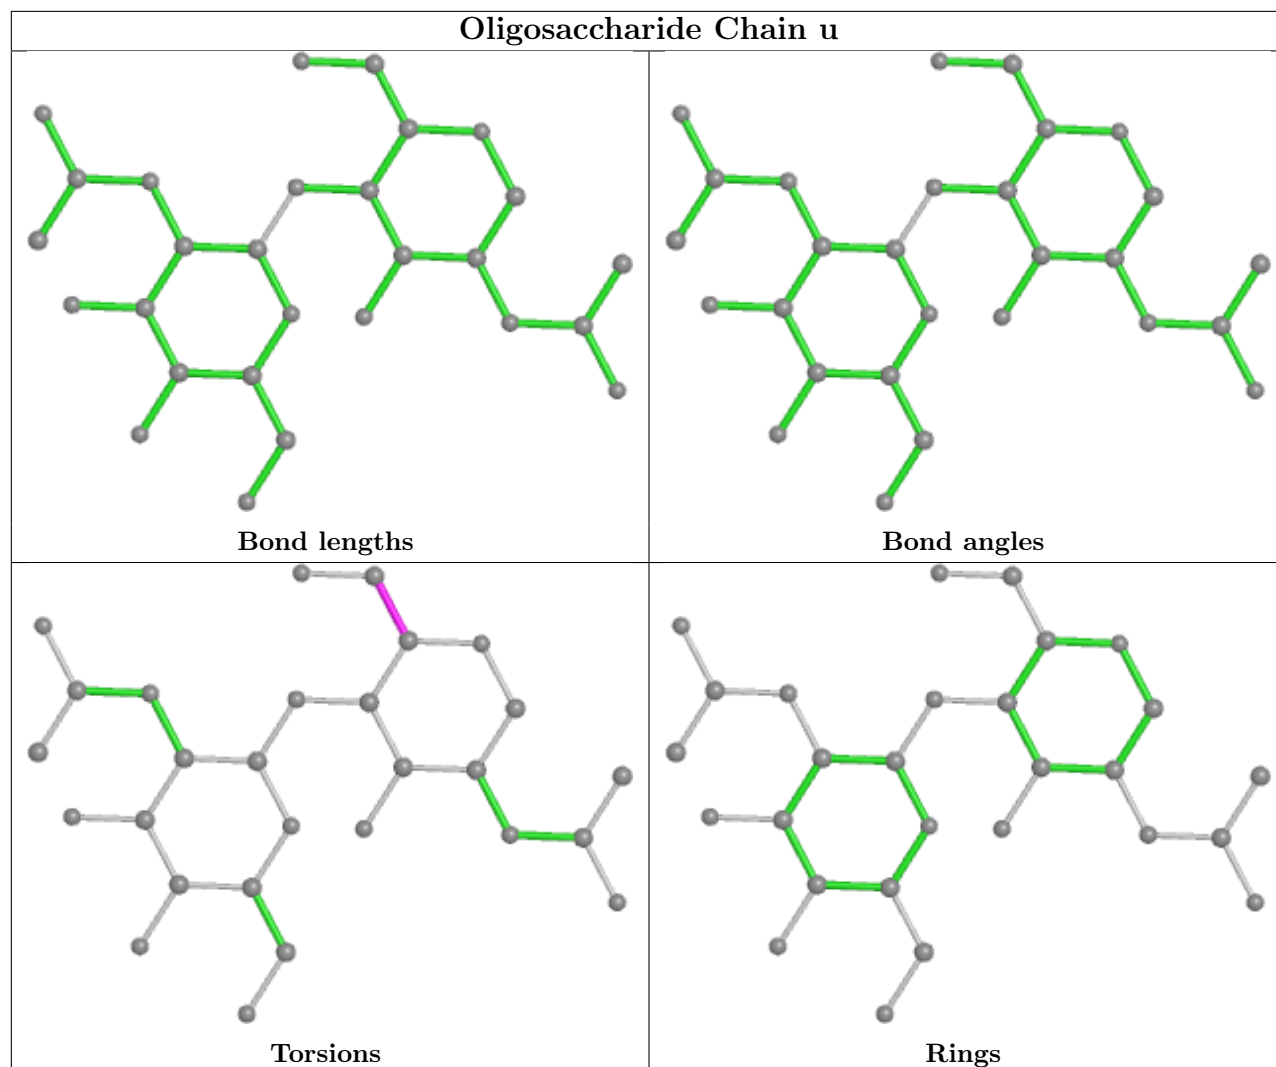 Oligosaccharide Chain u
Bond lengths
Bond angles
Torsions
Rings